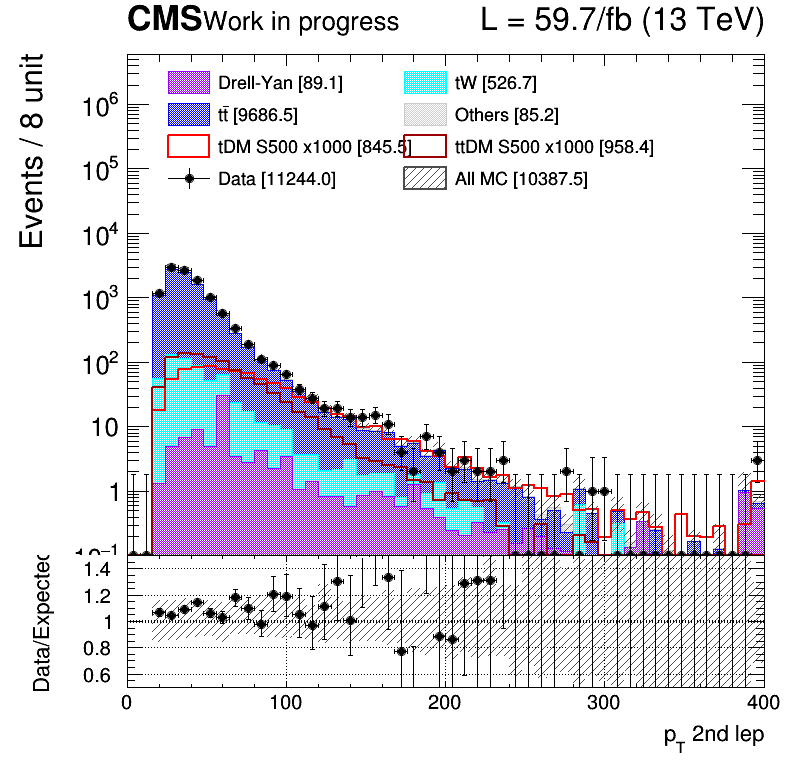 CMS Work in progress L = 59.7/fb (13 TeV)
Events / 8 unit
Drell-Yan [89.1] tW [526.7]
tt̄ [9686.5] Others [85.2]
tDM S500 x1000 [845.5] ttDM S500 x1000 [958.4]
Data [11244.0] All MC [10387.5]
10⁶
10⁵
10⁴
10³
10²
10
1
10⁻¹
Data/Expected
1.4
1.2
1
0.8
0.6
0 100 200 300 400
p_T 2nd lep